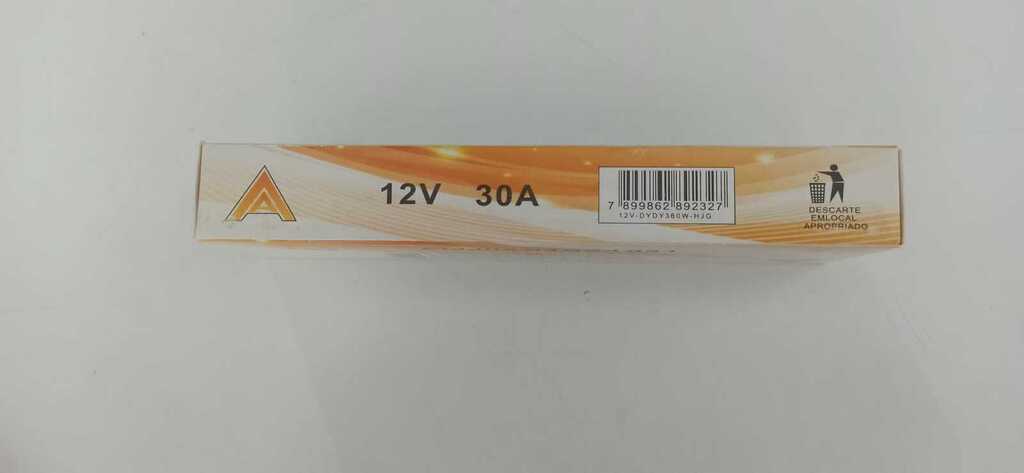 12V 30A
7 899862 892327
12V-DYDY360W-HJG
DESCARTE
EMLOCAL
APROPRIADO